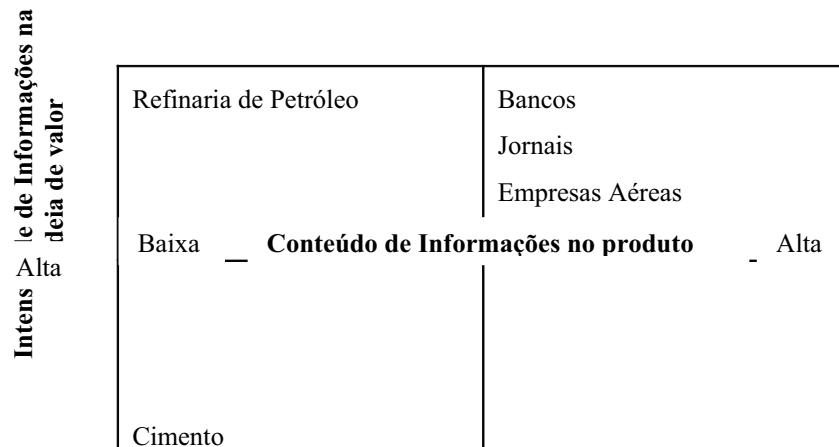 Intens le de Informações na
deia de valor
Alta
Refinaria de Petróleo
Bancos
Jornais
Empresas Aéreas
Baixa Conteúdo de Informações no produto Alta
Cimento